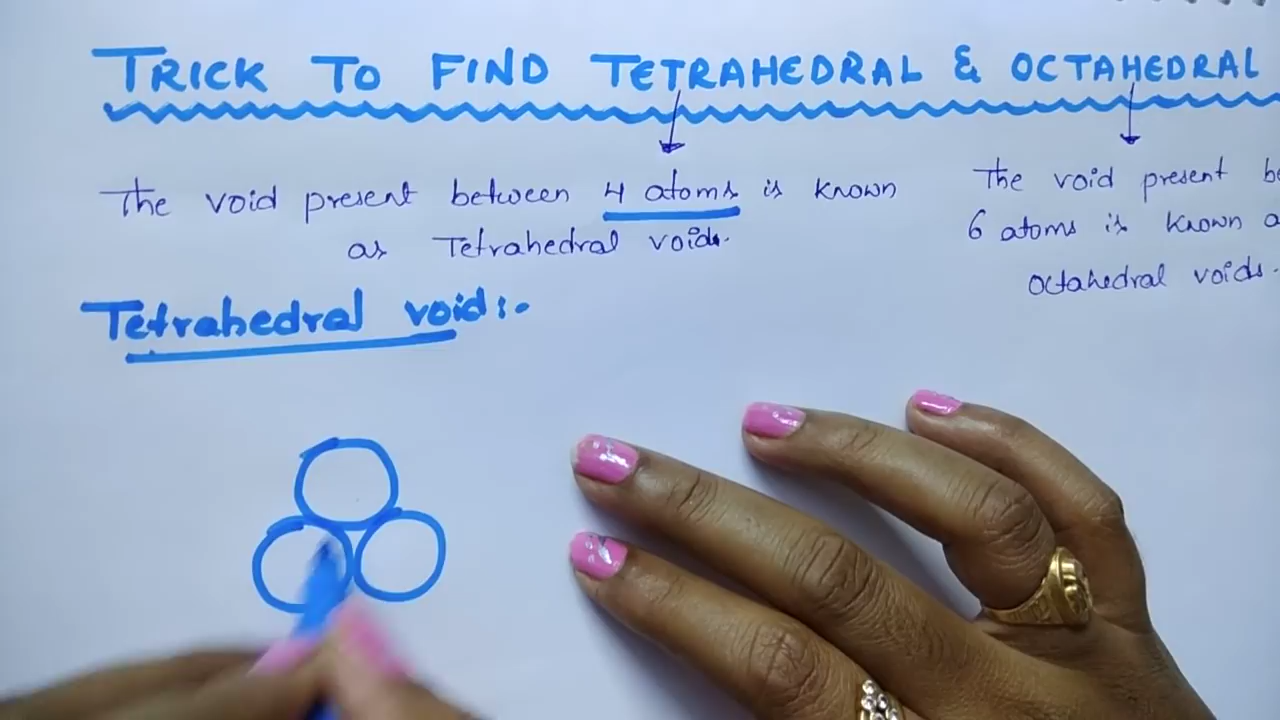 TRICK TO FIND TETRAHEDRAL & OCTAHEDRAL
The void present between 4 atoms is known
as Tetrahedral voids.
The void present be
6 atoms is known a
octahedral voids.
Tetrahedral void:-